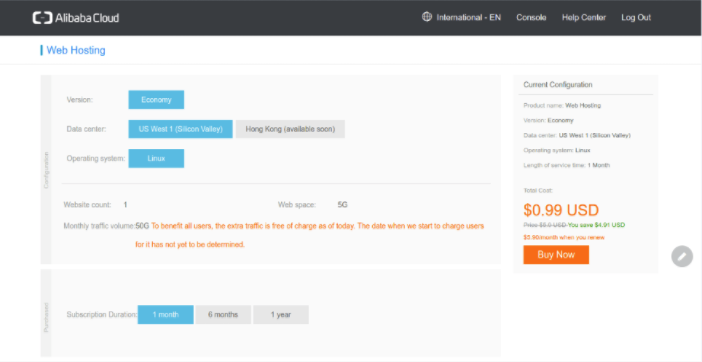 Alibaba Cloud
International - EN Console Help Center Log Out
Web Hosting
Configuration
Version: Economy
Data center: US West 1 (Silicon Valley) Hong Kong (available soon)
Operating system: Linux
Website count: 1 Web space: 5G
Monthly traffic volume:50G To benefit all users, the extra traffic is free of charge as of today. The date when we start to charge users
for it has not yet to be determined.
Purchased
Subscription Duration: 1 month 6 months 1 year
Current Configuration
Product name: Web Hosting
Version: Economy
Data center: US West 1 (Silicon Valley)
Operating system: Linux
Length of service time: 1 Month
Total Cost:
$0.99 USD
Price $5.9 USD You save $4.91 USD
$5.90/month when you renew
Buy Now